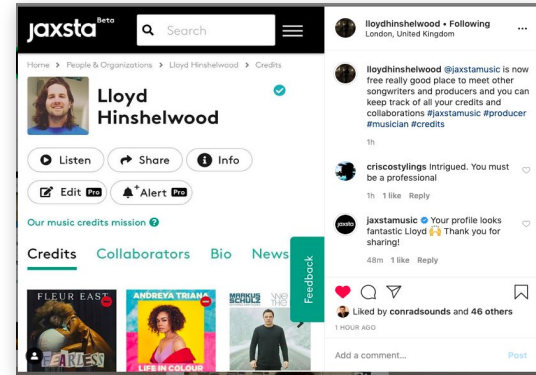 jaxsta Beta
Search
Home > People & Organizations > Lloyd Hinshelwood > Credits
Lloyd
Hinshelwood
Listen
Share
Info
Edit Pro
Alert Pro
Our music credits mission ?
Credits Collaborators Bio News
Feedback
FLEUR EAST
FEARLESS
ANDREYA TRIANA
LIFE IN COLOUR
MARKUS
SCHULZ
WE
THE
lloydhinshelwood • Following
London, United Kingdom
lloydhinshelwood @jaxstamusic is now
free really good place to meet other
songwriters and producers and you can
keep track of all your credits and
collaborations #jaxstamusic #producer
#musician #credits
1h
criscostylings Intrigued. You must
be a professional
1h 1 like Reply
jaxsta
jaxstamusic Your profile looks
fantastic Lloyd 🙌 Thank you for
sharing!
48m 1 like Reply
Liked by conradsounds and 46 others
1 HOUR AGO
Add a comment... Post